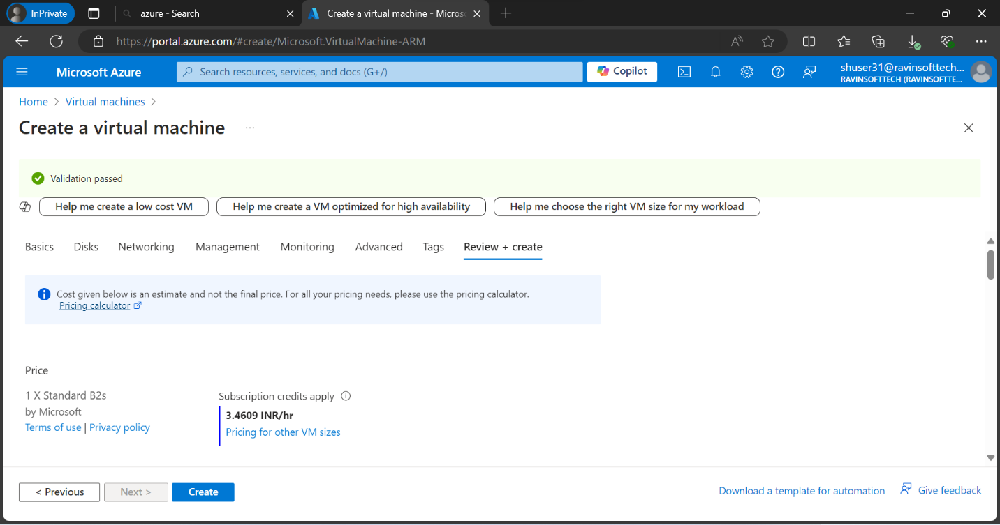 InPrivate
azure - Search
Create a virtual machine - Micros
https://portal.azure.com/#create/Microsoft.VirtualMachine-ARM
Microsoft Azure
Search resources, services, and docs (G+/)
Copilot
shuser31@ravinsofttech...
RAVINSOFTTECH (RAVINSOFTTE...
Home > Virtual machines >
Create a virtual machine ...
Validation passed
Help me create a low cost VM
Help me create a VM optimized for high availability
Help me choose the right VM size for my workload
Basics Disks Networking Management Monitoring Advanced Tags Review + create
Cost given below is an estimate and not the final price. For all your pricing needs, please use the pricing calculator.
Pricing calculator
Price
1 X Standard B2s
by Microsoft
Terms of use | Privacy policy
Subscription credits apply
3.4609 INR/hr
Pricing for other VM sizes
< Previous
Next >
Create
Download a template for automation
Give feedback